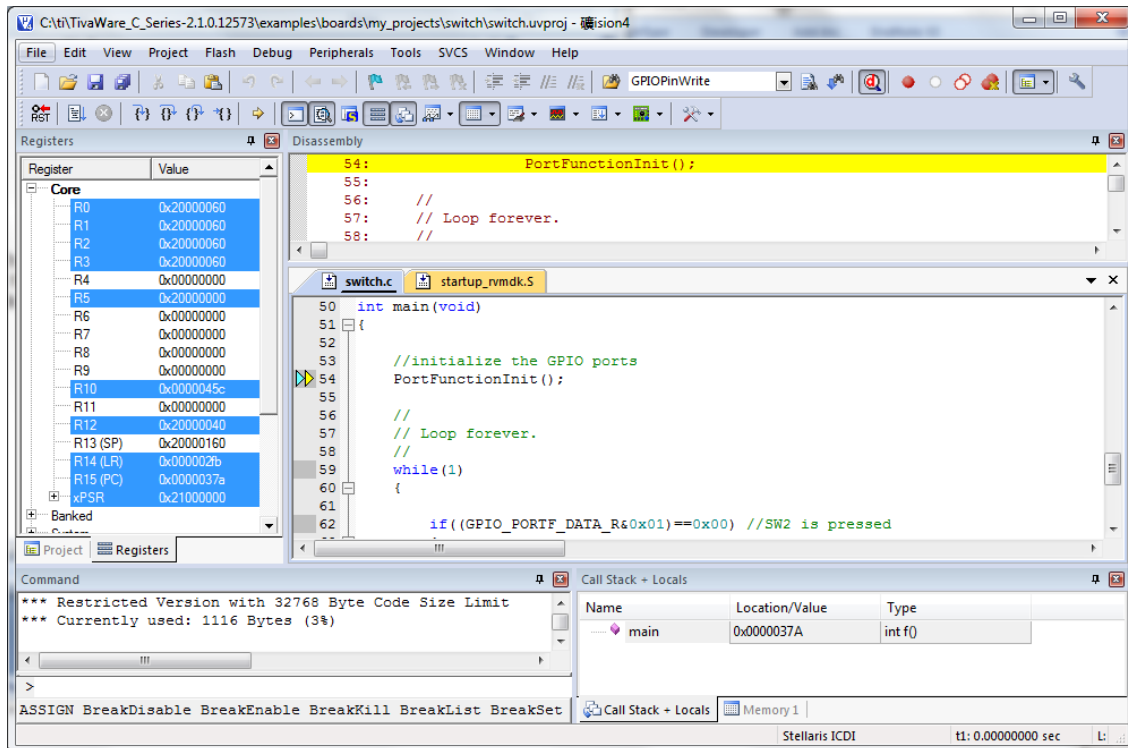 C:\ti\TivaWare_C_Series-2.1.0.12573\examples\boards\my_projects\switch\switch.uvproj - 礦ision4
File Edit View Project Flash Debug Peripherals Tools SVCS Window Help
GPIOPinWrite
RST
Registers
Register Value
Core
R0 0x20000060
R1 0x20000060
R2 0x20000060
R3 0x20000060
R4 0x00000000
R5 0x20000000
R6 0x00000000
R7 0x00000000
R8 0x00000000
R9 0x00000000
R10 0x0000045c
R11 0x00000000
R12 0x20000040
R13 (SP) 0x20000160
R14 (LR) 0x000002fb
R15 (PC) 0x0000037a
xPSR 0x21000000
Banked
Project Registers
Disassembly
54: PortFunctionInit();
55:
56: //
57: // Loop forever.
58: //
switch.c startup_rvmdk.S
50 int main(void)
51 {
52
53 //initialize the GPIO ports
54 PortFunctionInit();
55
56 //
57 // Loop forever.
58 //
59 while(1)
60 {
61
62 if((GPIO_PORTF_DATA_R&0x01)==0x00) //SW2 is pressed
Command
*** Restricted Version with 32768 Byte Code Size Limit
*** Currently used: 1116 Bytes (3%)
>
ASSIGN BreakDisable BreakEnable BreakKill BreakList BreakSet
Call Stack + Locals
Name Location/Value Type
main 0x0000037A int f()
Call Stack + Locals Memory 1
Stellaris ICDI t1: 0.00000000 sec L: